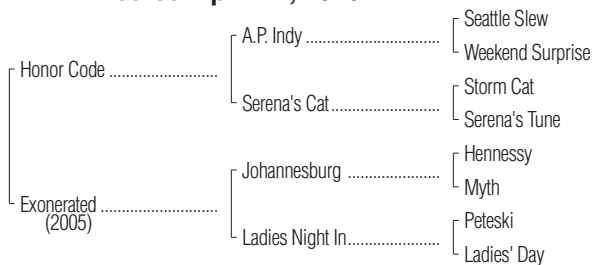 Seattle Slew
A.P. Indy
Weekend Surprise
Honor Code
Storm Cat
Serena's Cat
Serena's Tune
Hennessy
Johannesburg
Myth
Exonerated
(2005)
Peteski
Ladies Night In
Ladies' Day